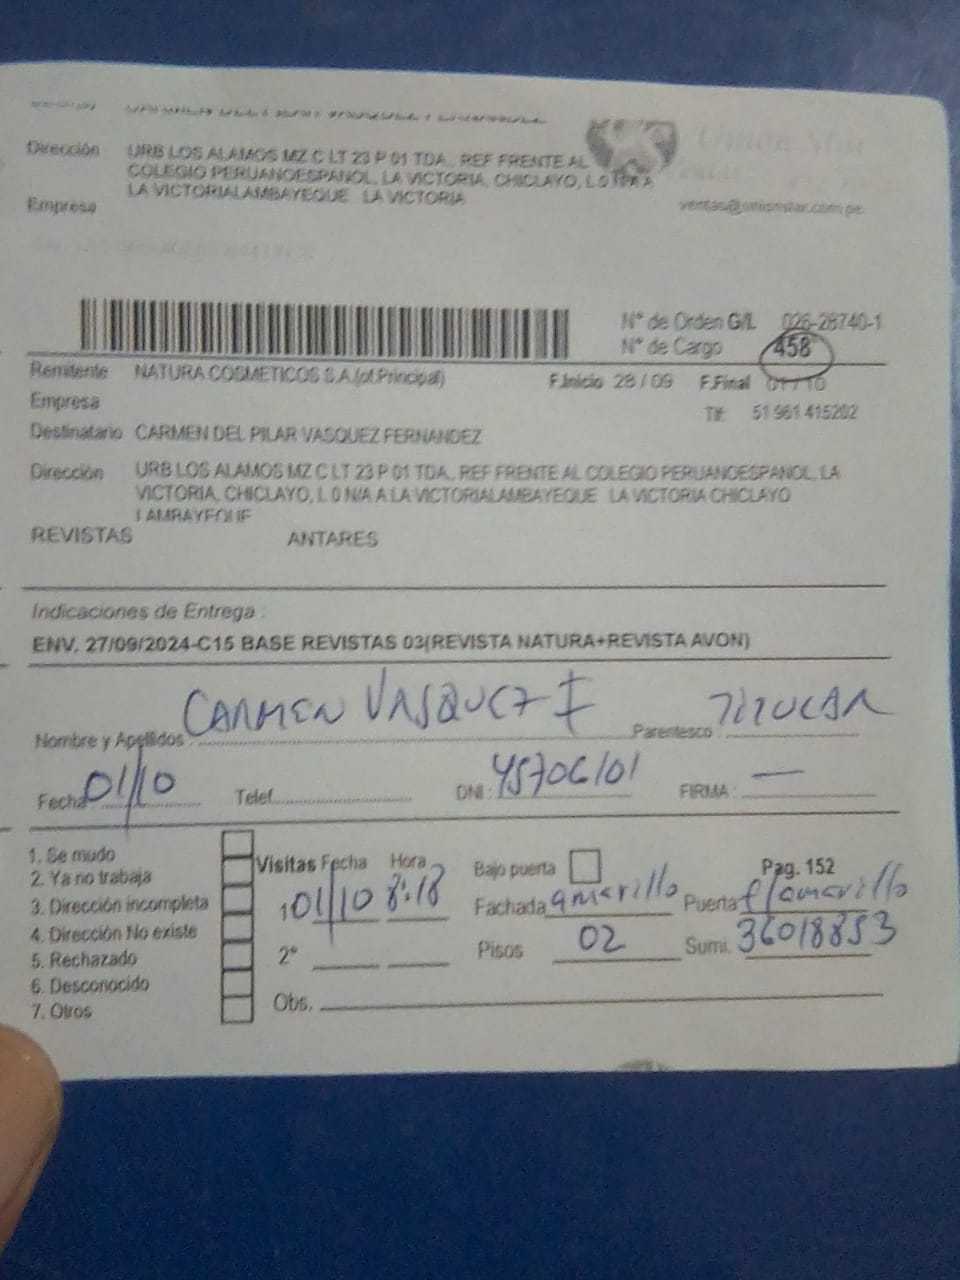 Dirección URB LOS ALAMOS MZ C LT 23 P 01 TDA., REF FRENTE AL
COLEGIO PERUANOESPAÑOL, LA VICTORIA, CHICLAYO, L 0 N/A A
LA VICTORIALAMBAYEQUE LA VICTORIA
Empresa
Union Star
ventas@unionstar.com.pe
N° de Orden G/L 026-28740-1
N° de Cargo 458
Remitente NATURA COSMETICOS S.A.(of.Principal) F.Inicio 28 / 09 F.Final 01 / 10
Empresa Tlf: 51 961 415202
Destinatario CARMEN DEL PILAR VASQUEZ FERNANDEZ
Dirección URB LOS ALAMOS MZ C LT 23 P 01 TDA., REF FRENTE AL COLEGIO PERUANOESPAÑOL, LA
VICTORIA, CHICLAYO, L 0 N/A A LA VICTORIALAMBAYEQUE LA VICTORIA CHICLAYO
LAMBAYEQUE
REVISTAS ANTARES
Indicaciones de Entrega :
ENV. 27/09/2024-C15 BASE REVISTAS 03(REVISTA NATURA+REVISTA AVON)
Nombre y Apellidos : CARMEN VASQUEZ F Parentesco : TITULAR
Fecha 01/10 Telef. DNI : 45706101 FIRMA : —
1. Se mudo
2. Ya no trabaja
3. Dirección incompleta
4. Dirección No existe
5. Rechazado
6. Desconocido
7. Otros
Visitas Fecha Hora Bajo puerta Pag. 152
1° 01/10 8:18 Fachada amarillo Puerta f/amarillo
2° Pisos 02 Sumi. 36018853
Obs.